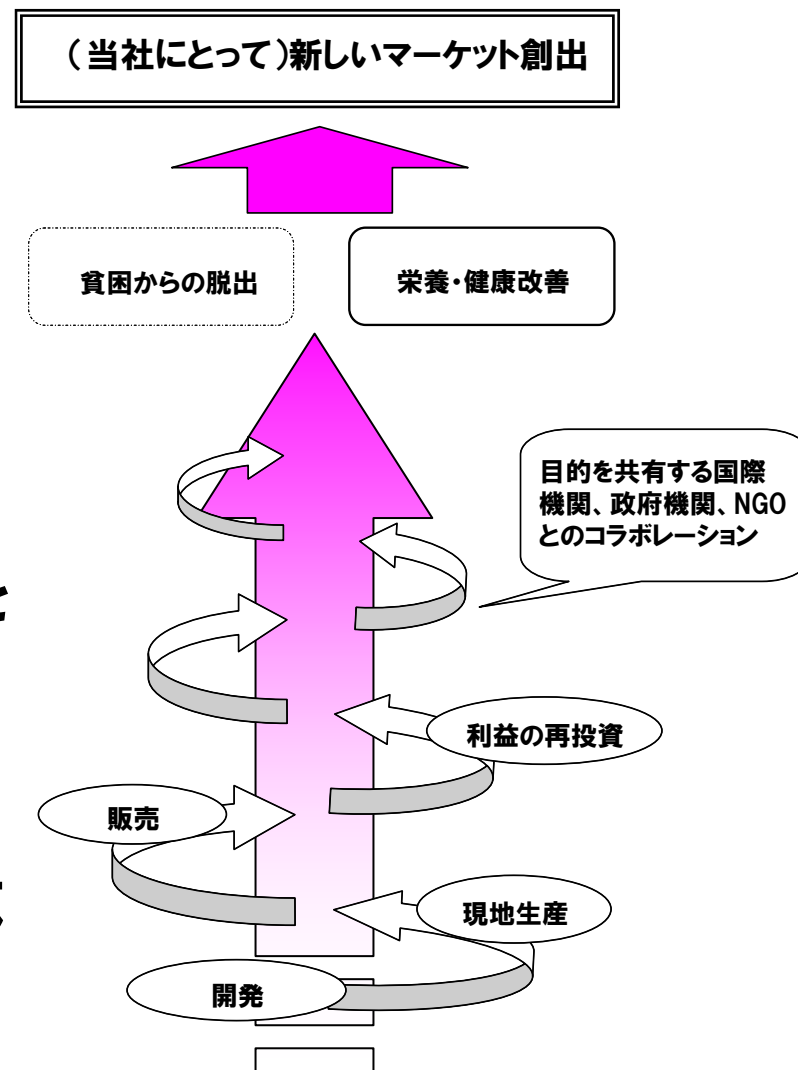 （当社にとって）新しいマーケット創出
貧困からの脱出
栄養・健康改善
目的を共有する国際
機関、政府機関、NGO
とのコラボレーション
と
利益の再投資
販売
現地生産
開発